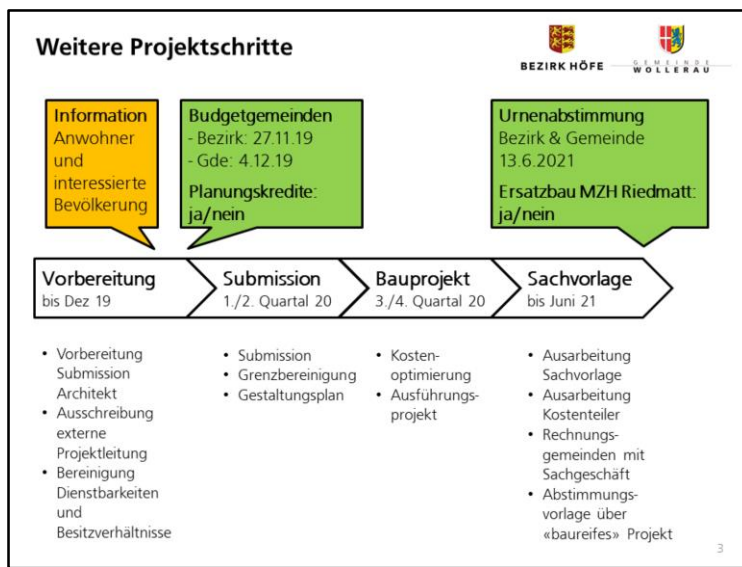 Weitere Projektschritte
BEZIRK HÖFE
GEMEINDE
WOLLERAU
Information
Anwohner
und
interessierte
Bevölkerung
Budgetgemeinden
- Bezirk: 27.11.19
- Gde: 4.12.19
Planungskredite:
ja/nein
Urnenabstimmung
Bezirk & Gemeinde
13.6.2021
Ersatzbau MZH Riedmatt:
ja/nein
Vorbereitung
bis Dez 19
Submission
1./2. Quartal 20
Bauprojekt
3./4. Quartal 20
Sachvorlage
bis Juni 21
• Vorbereitung
Submission
Architekt
• Ausschreibung
externe
Projektleitung
• Bereinigung
Dienstbarkeiten
und
Besitzverhältnisse
• Submission
• Grenzbereinigung
• Gestaltungsplan
• Kosten-
optimierung
• Ausführungs-
projekt
• Ausarbeitung
Sachvorlage
• Ausarbeitung
Kostenteiler
• Rechnungs-
gemeinden mit
Sachgeschäft
• Abstimmungs-
vorlage über
«baureifes» Projekt
3